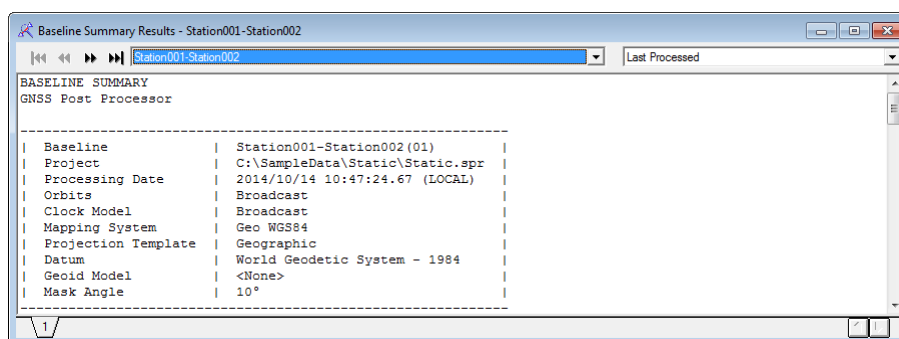 Baseline Summary Results - Station001-Station002
Station001-Station002 Last Processed
BASELINE SUMMARY
GNSS Post Processor
----------------------------------------------------------------
| Baseline | Station001-Station002(01) |
| Project | C:\SampleData\Static\Static.spr |
| Processing Date | 2014/10/14 10:47:24.67 (LOCAL) |
| Orbits | Broadcast |
| Clock Model | Broadcast |
| Mapping System | Geo WGS84 |
| Projection Template | Geographic |
| Datum | World Geodetic System - 1984 |
| Geoid Model | <None> |
| Mask Angle | 10° |
----------------------------------------------------------------
1